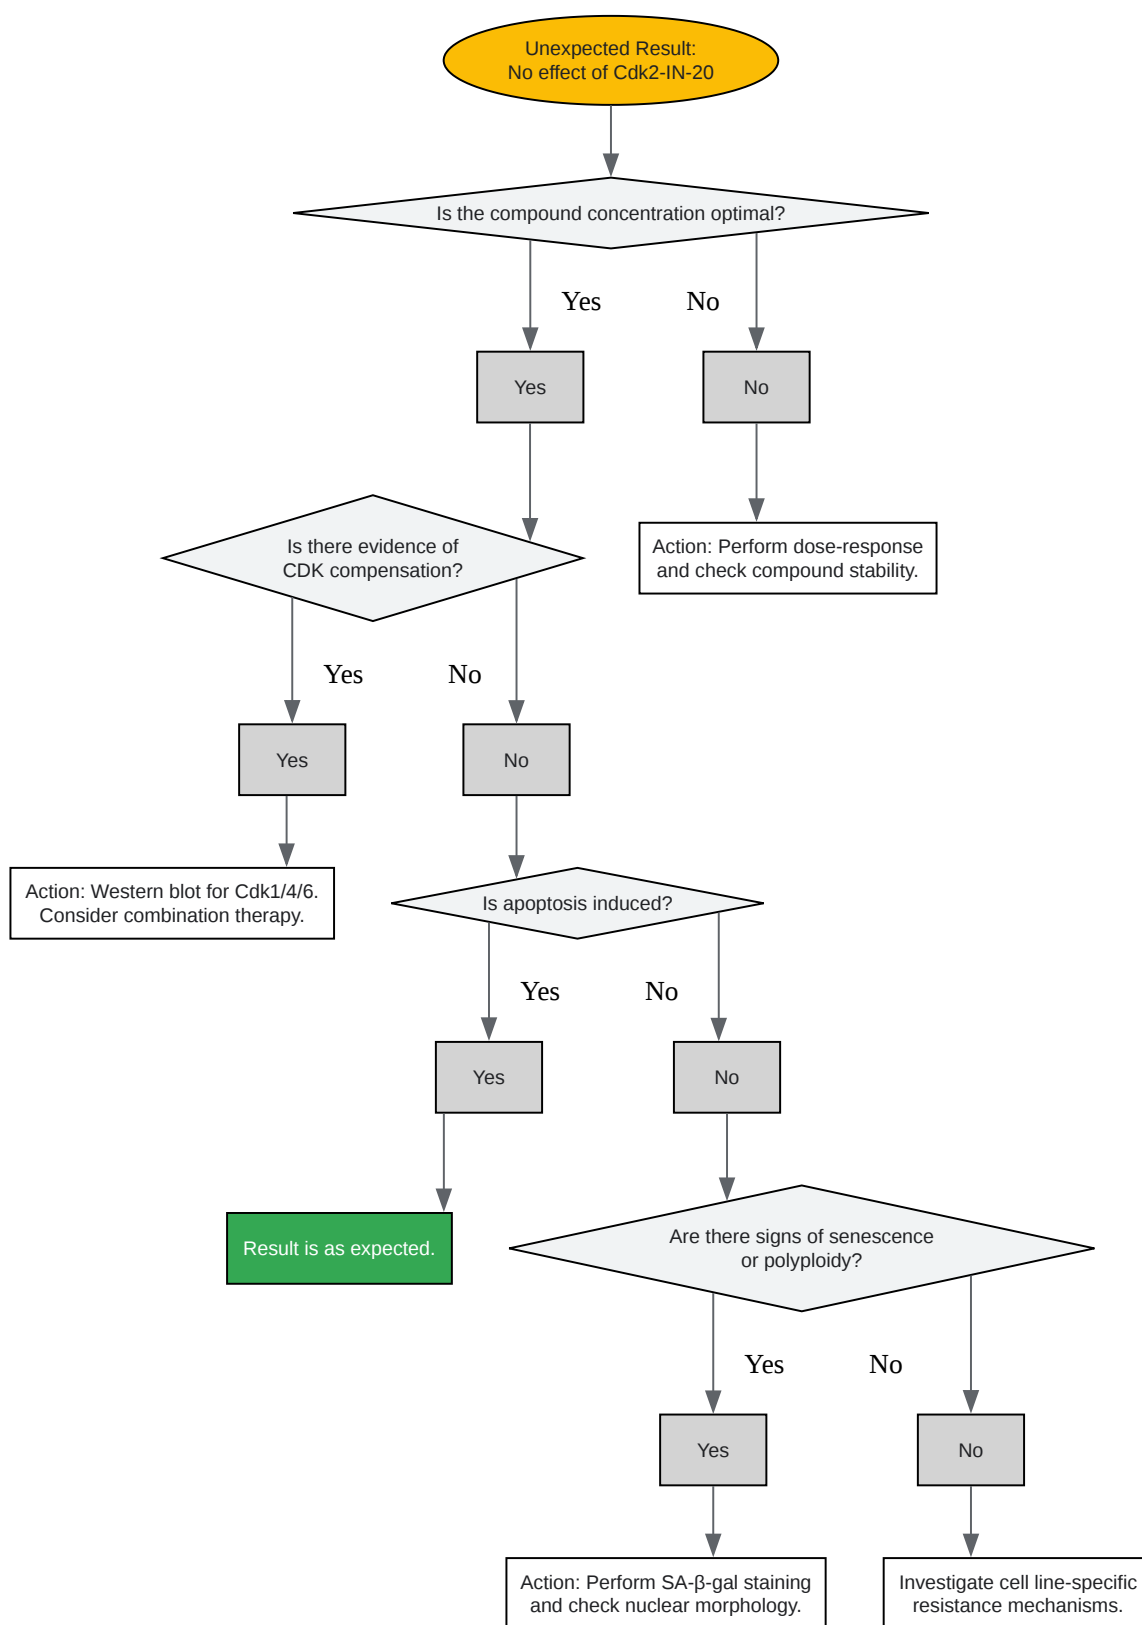 Unexpected Result:
No effect of Cdk2-IN-20
Is the compound concentration optimal?
Yes
No
Yes
No
Is there evidence of
CDK compensation?
Action: Perform dose-response
and check compound stability.
Yes
No
Yes
No
Action: Western blot for Cdk1/4/6.
Consider combination therapy.
Is apoptosis induced?
Yes
No
Yes
No
Result is as expected.
Are there signs of senescence
or polyploidy?
Yes
No
Yes
No
Action: Perform SA-β-gal staining
and check nuclear morphology.
Investigate cell line-specific
resistance mechanisms.